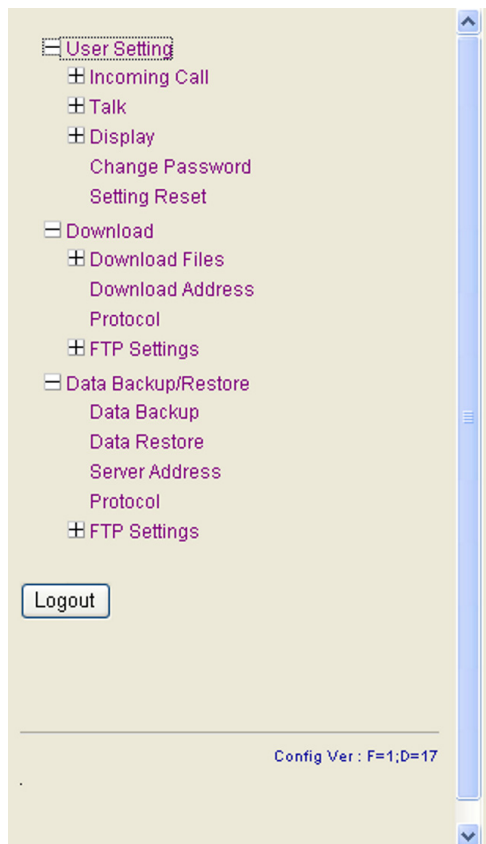 User Setting
Incoming Call
Talk
Display
Change Password
Setting Reset
Download
Download Files
Download Address
Protocol
FTP Settings
Data Backup/Restore
Data Backup
Data Restore
Server Address
Protocol
FTP Settings
Logout
Config Ver : F=1;D=17
.